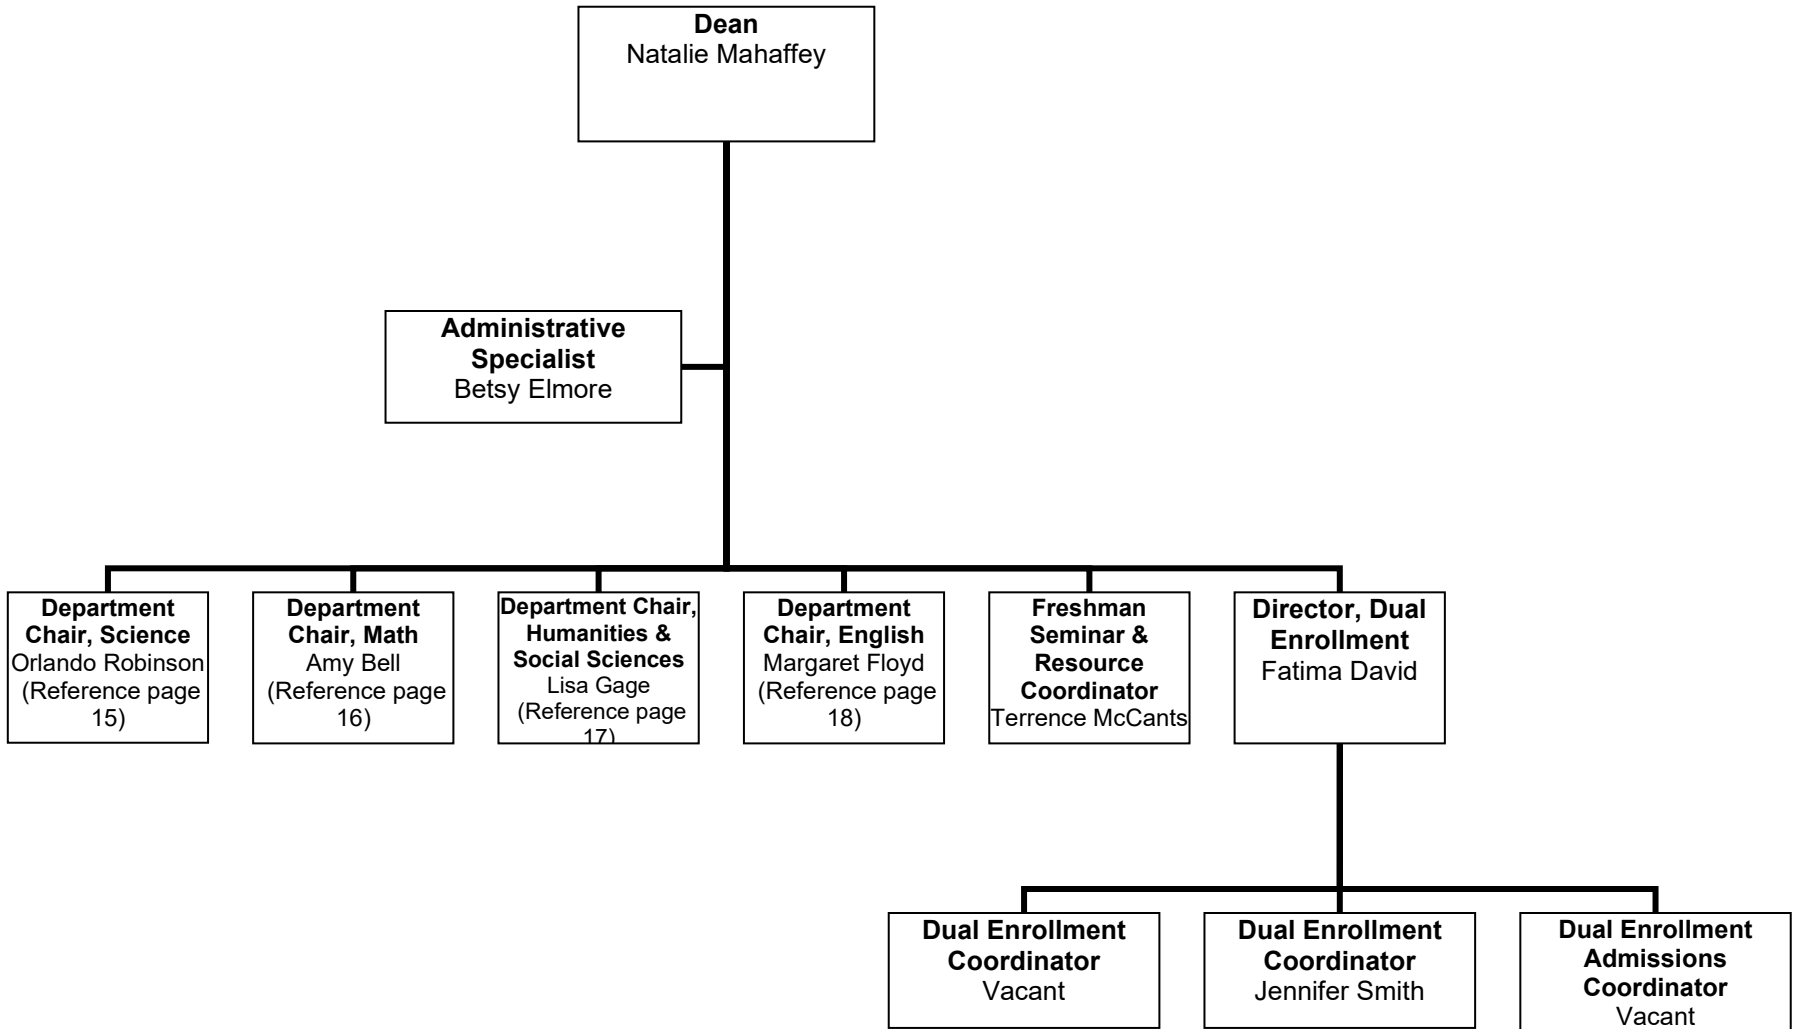 Dean
Natalie Mahaffey
Administrative
Specialist
Betsy Elmore
Department
Chair, Science
Orlando Robinson
(Reference page
15)
Department
Chair, Math
Amy Bell
(Reference page
16)
Department Chair,
Humanities &
Social Sciences
Lisa Gage
(Reference page
17)
Department
Chair, English
Margaret Floyd
(Reference page
18)
Freshman
Seminar &
Resource
Coordinator
Terrence McCants
Director, Dual
Enrollment
Fatima David
Dual Enrollment
Coordinator
Vacant
Dual Enrollment
Coordinator
Jennifer Smith
Dual Enrollment
Admissions
Coordinator
Vacant